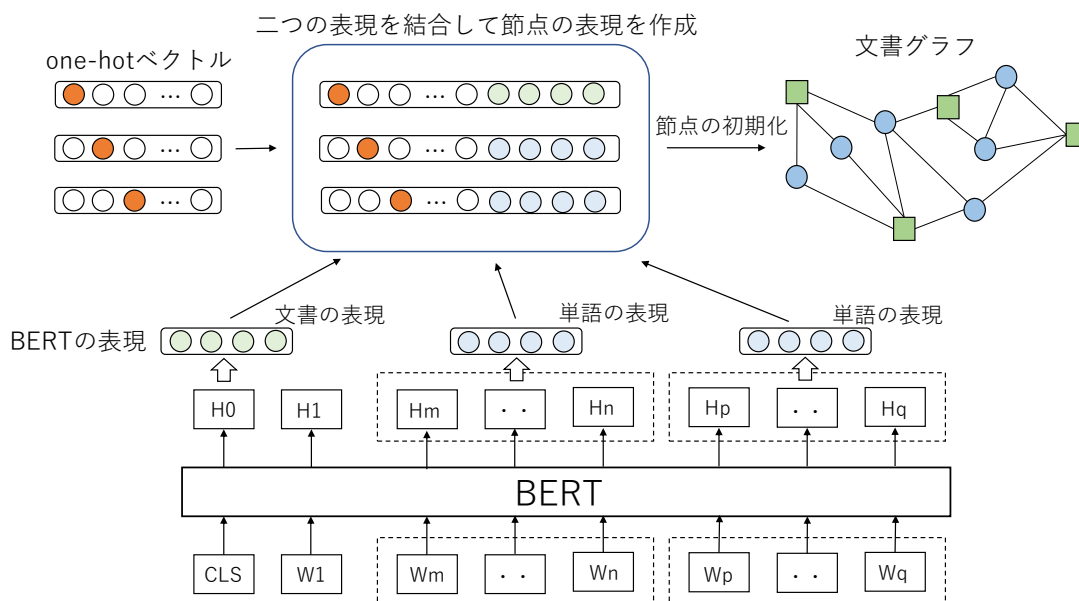 二つの表現を結合して節点の表現を作成
one-hotベクトル
文書グラフ
…
…
…
…
…
…
節点の初期化
文書の表現
単語の表現
単語の表現
BERTの表現
H0
H1
Hm
・・
Hn
Hp
・・
Hq
BERT
CLS
W1
Wm
・・
Wn
Wp
・・
Wq